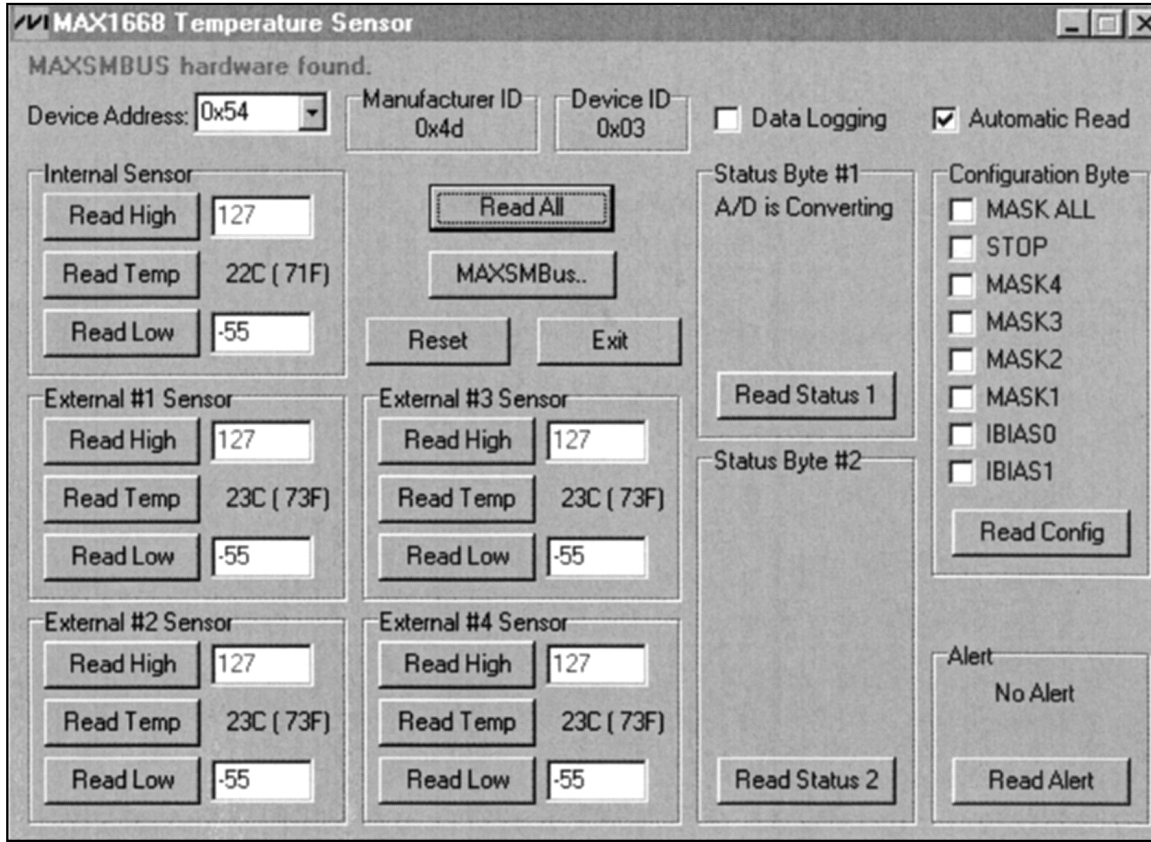 MAX1668 Temperature Sensor
MAXSMBUS hardware found.
Device Address: 0x54
Manufacturer ID
0x4d
Device ID
0x03
Data Logging
Automatic Read
Internal Sensor
Read High 127
Read Temp 22C ( 71F)
Read Low -55
Read All
MAXSMBus..
Reset
Exit
External #1 Sensor
Read High 127
Read Temp 23C ( 73F)
Read Low -55
External #3 Sensor
Read High 127
Read Temp 23C ( 73F)
Read Low -55
External #2 Sensor
Read High 127
Read Temp 23C ( 73F)
Read Low -55
External #4 Sensor
Read High 127
Read Temp 23C ( 73F)
Read Low -55
Status Byte #1
A/D is Converting
Read Status 1
Status Byte #2
Read Status 2
Configuration Byte
MASK ALL
STOP
MASK4
MASK3
MASK2
MASK1
IBIAS0
IBIAS1
Read Config
Alert
No Alert
Read Alert